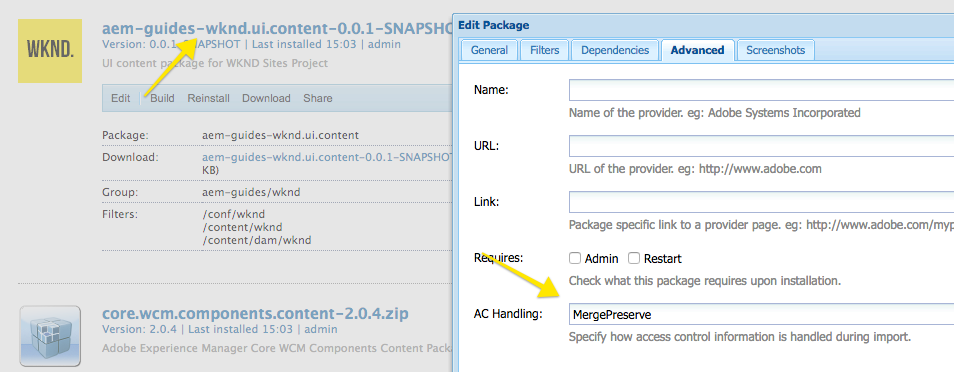 WKND.
aem-guides-wknd.ui.content-0.0.1-SNAPSHO
Version: 0.0.1-SNAPSHOT | Last installed 15:03 | admin
UI content package for WKND Sites Project
Edit Build Reinstall Download Share
Package: aem-guides-wknd.ui.content
Download: aem-guides-wknd.ui.content-0.0.1-SNAPSHOT
KB)
Group: aem-guides/wknd
Filters: /conf/wknd
/content/wknd
/content/dam/wknd
core.wcm.components.content-2.0.4.zip
Version: 2.0.4 | Last installed 15:03 | admin
Adobe Experience Manager Core WCM Components Content Pack
Edit Package
General Filters Dependencies Advanced Screenshots
Name:
Name of the provider. eg: Adobe Systems Incorporated
URL:
URL of the provider. eg: http://www.adobe.com
Link:
Package specific link to a provider page. eg: http://www.adobe.com/myp
Requires: Admin Restart
Check what this package requires upon installation.
AC Handling: MergePreserve
Specify how access control information is handled during import.